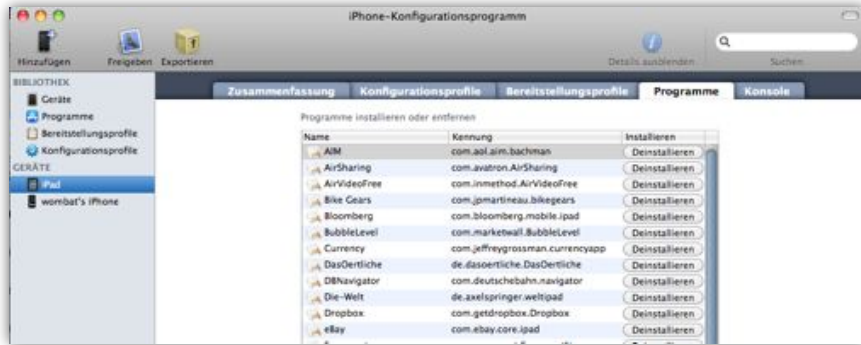 iPhone-Konfigurationsprogramm
Hinzufügen Freigeben Exportieren Details ausblenden Suchen
BIBLIOTHEK
Geräte
Programme
Bereitstellungsprofile
Konfigurationsprofile
GERÄTE
iPad
wombat's iPhone
Zusammenfassung Konfigurationsprofile Bereitstellungsprofile Programme Konsole
Programme installieren oder entfernen
Name Kennung Installieren
AIM com.aol.aim.bachman Deinstallieren
AirSharing com.avatron.AirSharing Deinstallieren
AirVideoFree com.inmethod.AirVideoFree Deinstallieren
Bike Gears com.jpmartineau.bikegears Deinstallieren
Bloomberg com.bloomberg.mobile.ipad Deinstallieren
BubbleLevel com.marketwall.BubbleLevel Deinstallieren
Currency com.jeffreygrossman.currencyapp Deinstallieren
DasOertliche de.dasoertliche.DasOertliche Deinstallieren
DBNavigator com.deutschebahn.navigator Deinstallieren
Die-Welt de.axelspringer.weltipad Deinstallieren
Dropbox com.getdropbox.Dropbox Deinstallieren
eBay com.ebay.core.ipad Deinstallieren